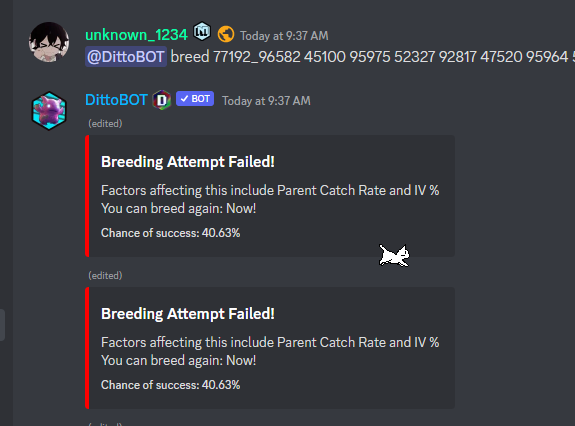 unknown_1234 Today at 9:37 AM
@DittoBOT breed 77192_96582 45100 95975 52327 92817 47520 95964
DittoBOT D ✓ BOT Today at 9:37 AM
(edited)
Breeding Attempt Failed!
Factors affecting this include Parent Catch Rate and IV %
You can breed again: Now!
Chance of success: 40.63%
(edited)
Breeding Attempt Failed!
Factors affecting this include Parent Catch Rate and IV %
You can breed again: Now!
Chance of success: 40.63%